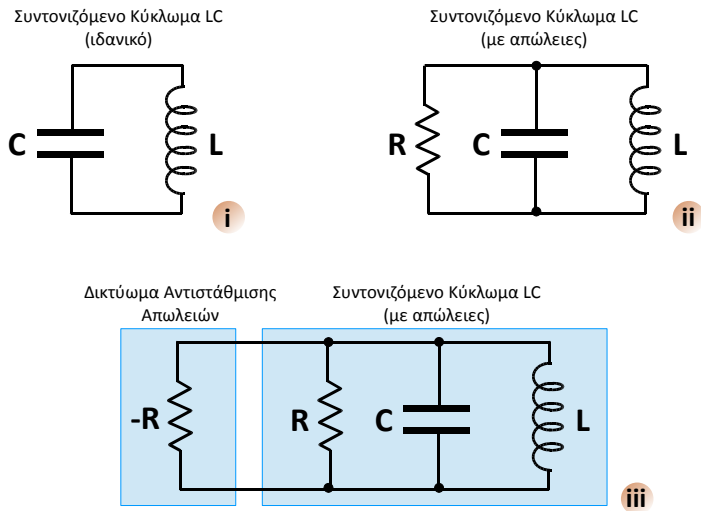 Συντονιζόμενο Κύκλωμα LC
(ιδανικό)
C
L
i
Συντονιζόμενο Κύκλωμα LC
(με απώλειες)
R
C
L
ii
Δικτύωμα Αντιστάθμισης
Απωλειών
-R
Συντονιζόμενο Κύκλωμα LC
(με απώλειες)
R
C
L
iii